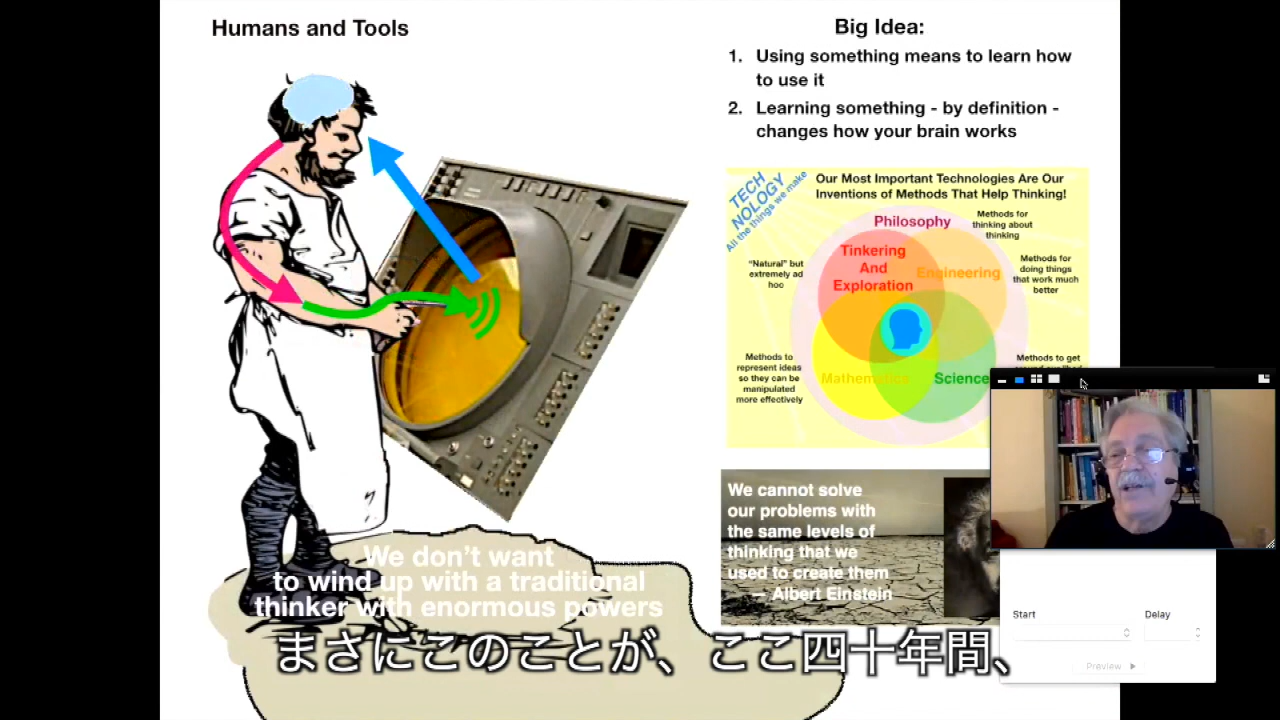 Humans and Tools
Big Idea:
1. Using something means to learn how
to use it
2. Learning something - by definition -
changes how your brain works
TECH
NOLOGY
All the things we make
Our Most Important Technologies Are Our
Inventions of Methods That Help Thinking!
Philosophy
Methods for
thinking about
thinking
Tinkering
And
Exploration
Engineering
"Natural" but
extremely ad
hoc
Methods for
doing things
that work much
better
Methods to
represent ideas
so they can be
manipulated
more effectively
Mathematics
Science
Methods to get
We cannot solve
our problems with
the same levels of
thinking that we
used to create them
— Albert Einstein
We don't want
to wind up with a traditional
thinker with enormous powers
Start
Delay
Preview
まさにこのことが、ここ四十年間、